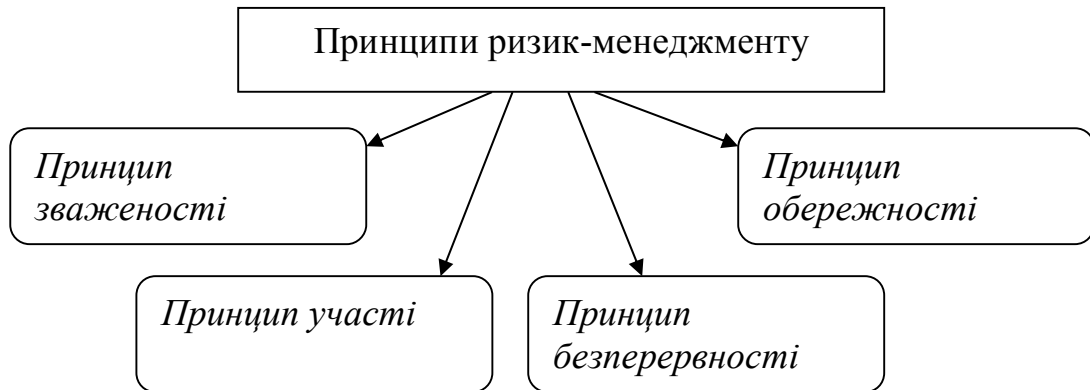 Принципи ризик-менеджменту
Принцип
зваженості
Принцип
обережності
Принцип участі
Принцип
безперервності